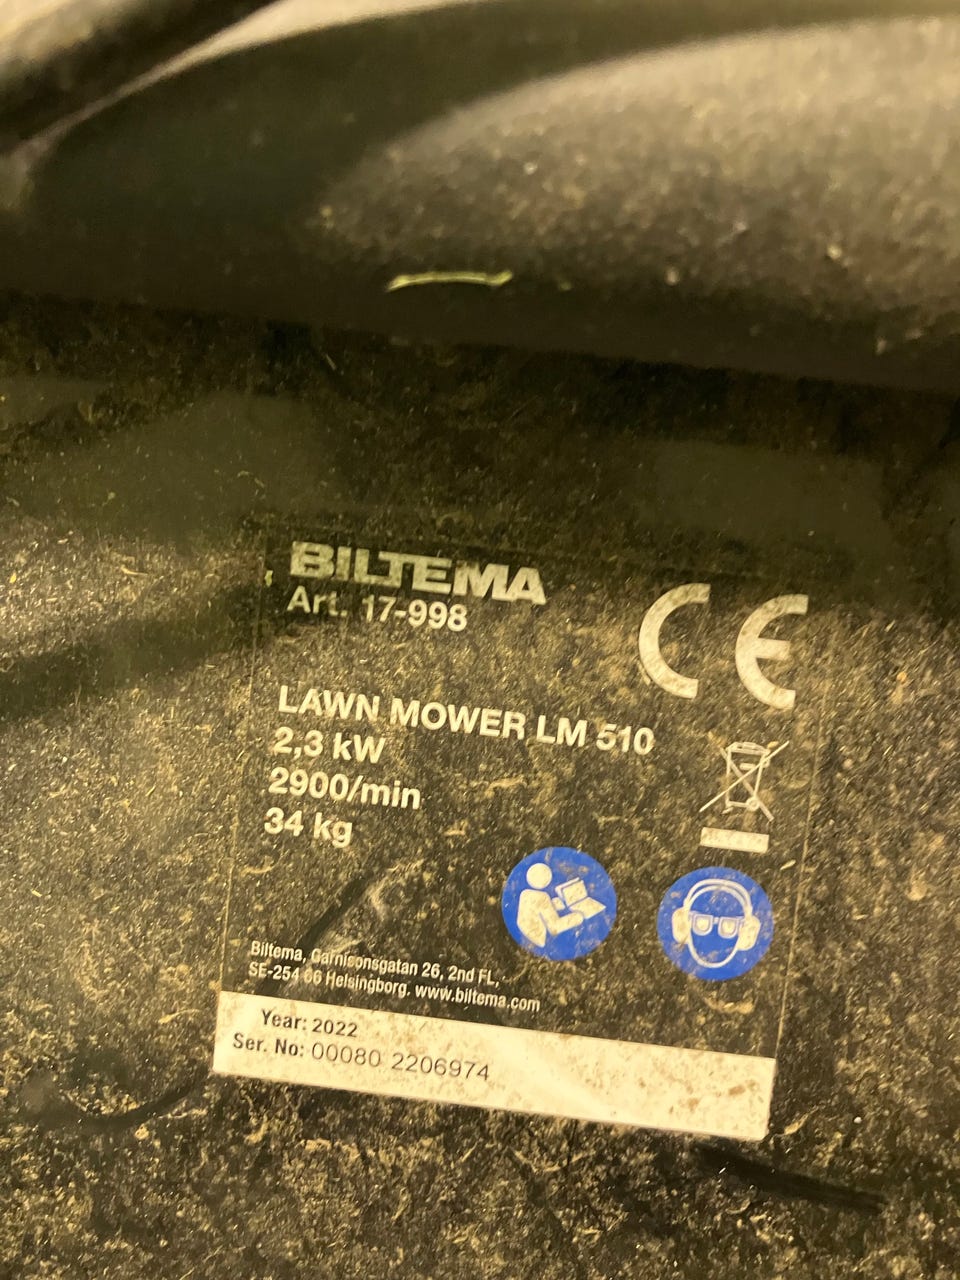 BILTEMA
Art. 17-998
CE
LAWN MOWER LM 510
2,3 kW
2900/min
34 kg
Biltema, Garnisonsgatan 26, 2nd FL,
SE-254 66 Helsingborg. www.biltema.com
Year: 2022
Ser. No: 00080 2206974